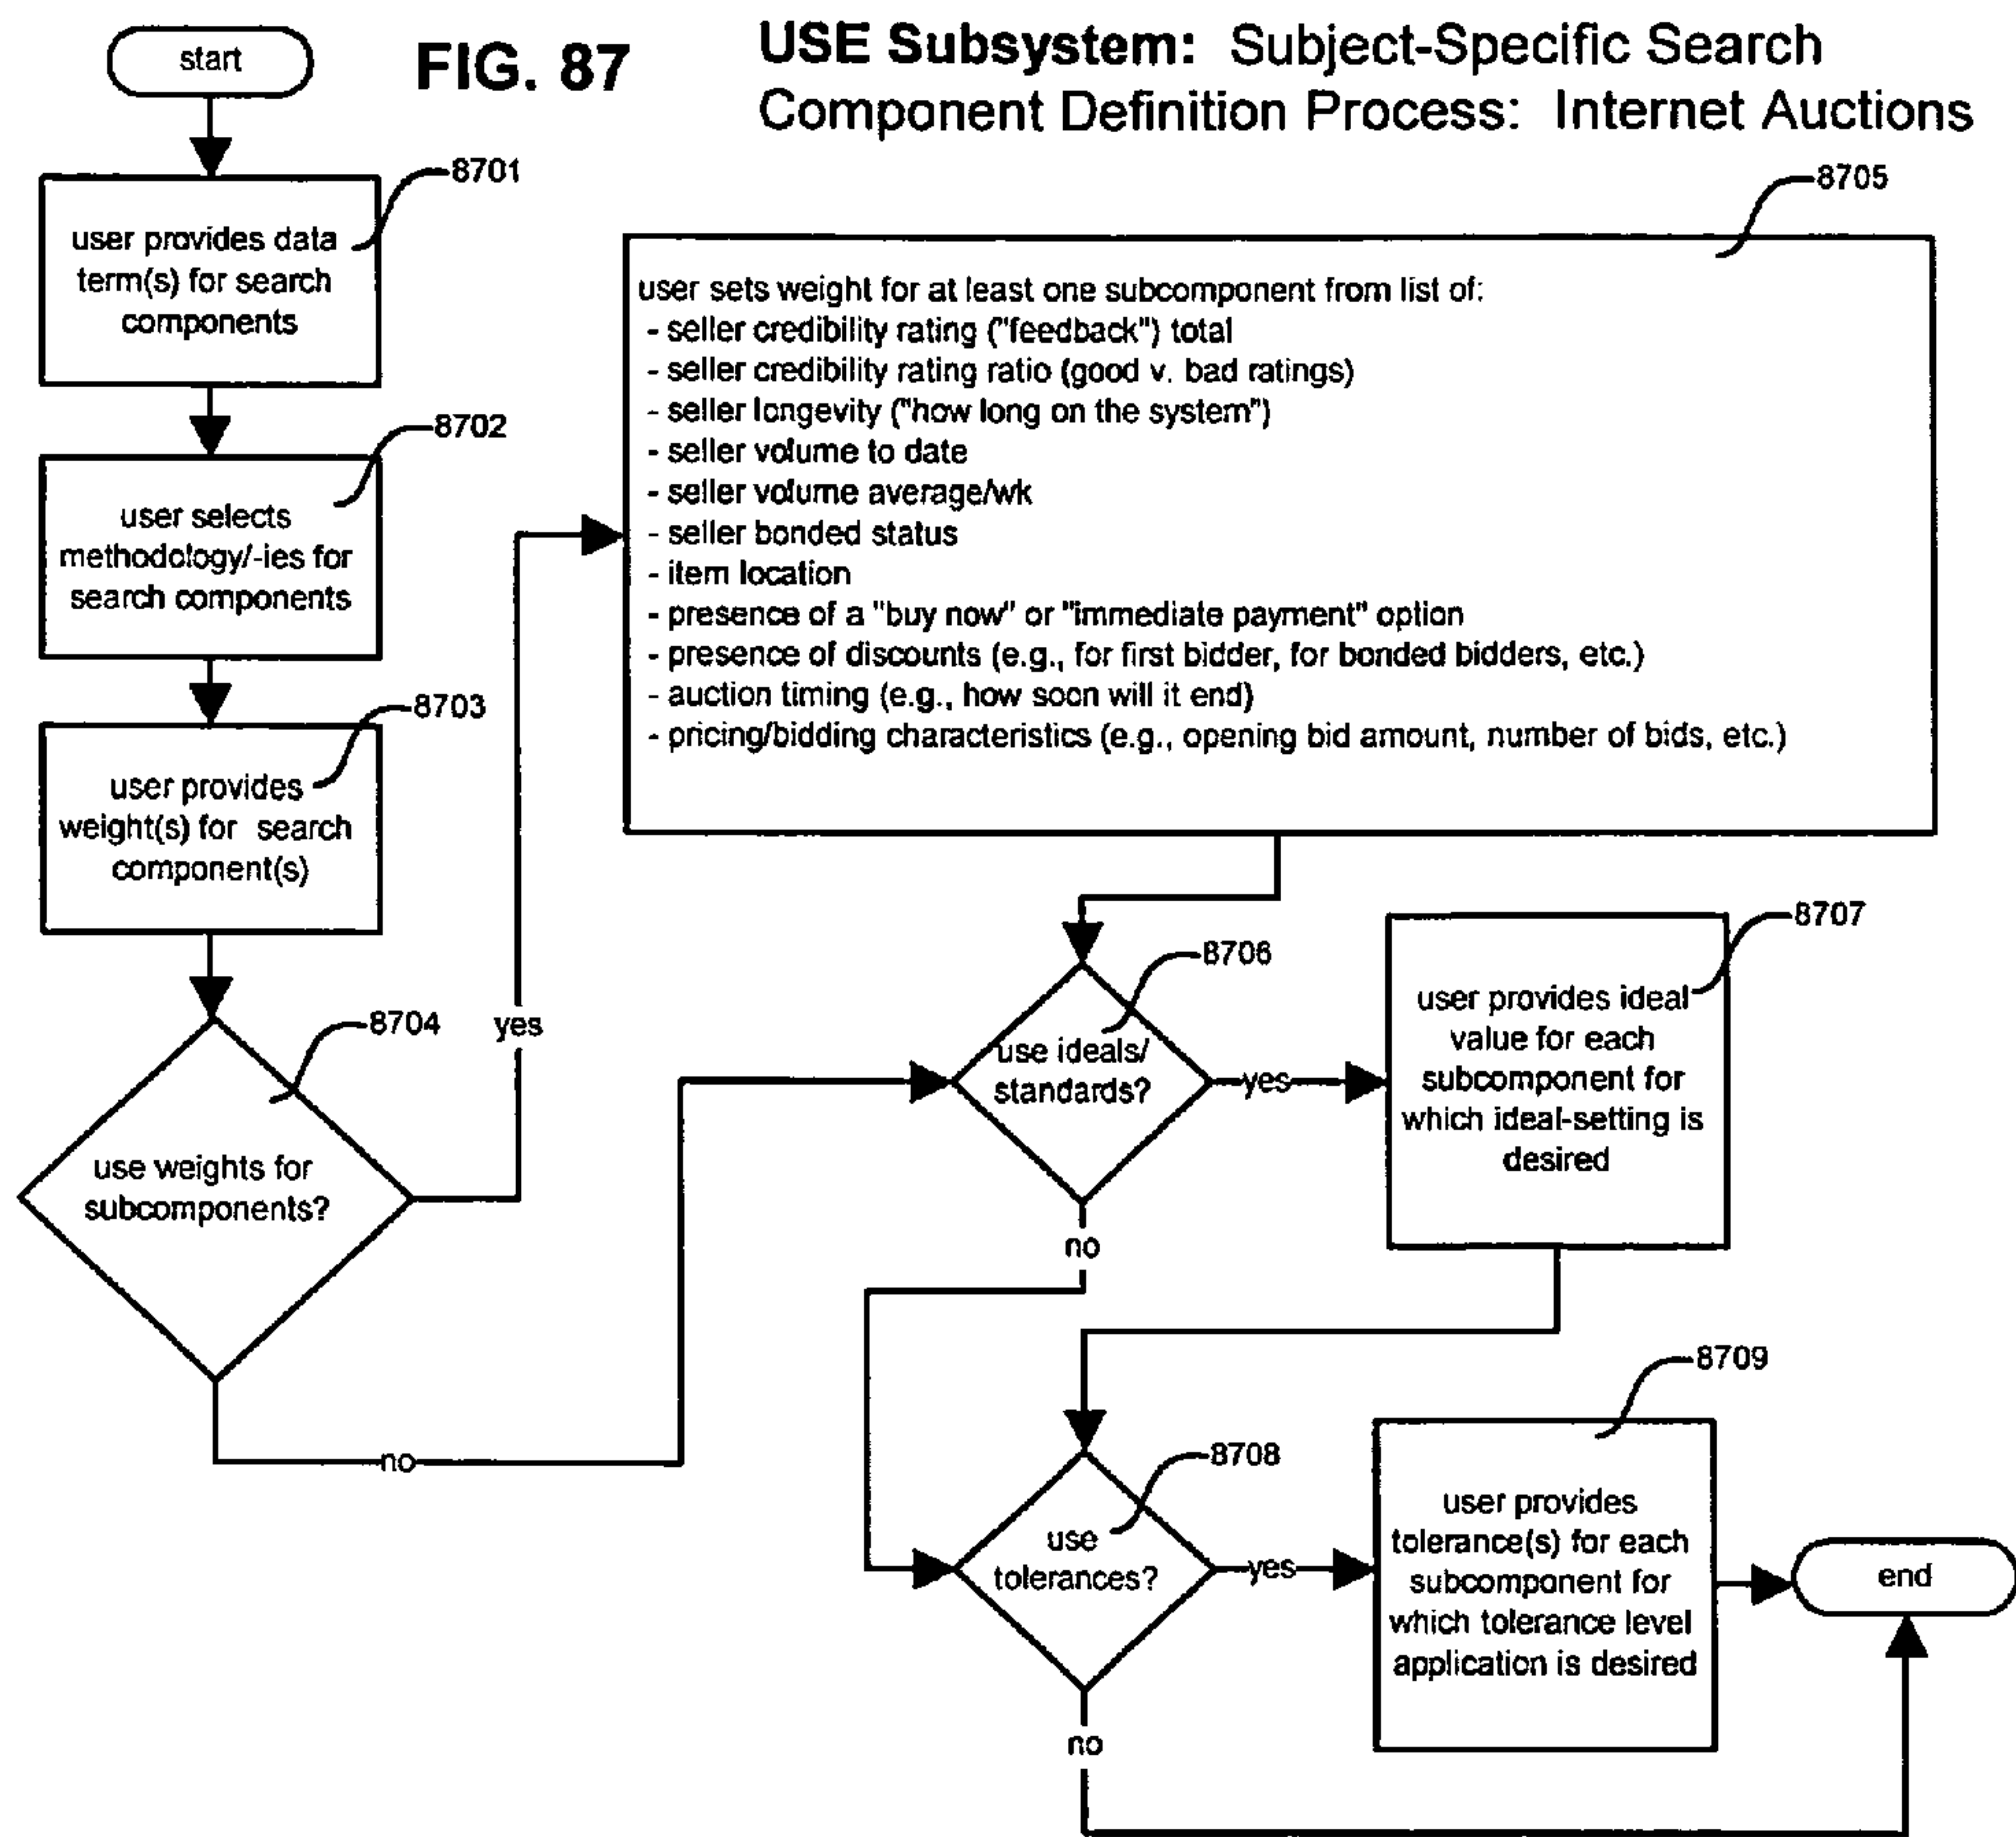 start
FIG. 87
USE Subsystem: Subject-Specific Search
Component Definition Process: Internet Auctions
8701
user provides data
term(s) for search
components
8702
user selects
methodology/-ies for
search components
8703
user provides
weight(s) for search
component(s)
8704
use weights for
subcomponents?
yes
no
8705
user sets weight for at least one subcomponent from list of:
- seller credibility rating ("feedback") total
- seller credibility rating ratio (good v. bad ratings)
- seller longevity ("how long on the system")
- seller volume to date
- seller volume average/wk
- seller bonded status
- item location
- presence of a "buy now" or "immediate payment" option
- presence of discounts (e.g., for first bidder, for bonded bidders, etc.)
- auction timing (e.g., how soon will it end)
- pricing/bidding characteristics (e.g., opening bid amount, number of bids, etc.)
8706
use ideals/
standards?
yes
no
8707
user provides ideal
value for each
subcomponent for
which ideal-setting is
desired
8708
use
tolerances?
yes
no
8709
user provides
tolerance(s) for each
subcomponent for
which tolerance level
application is desired
end